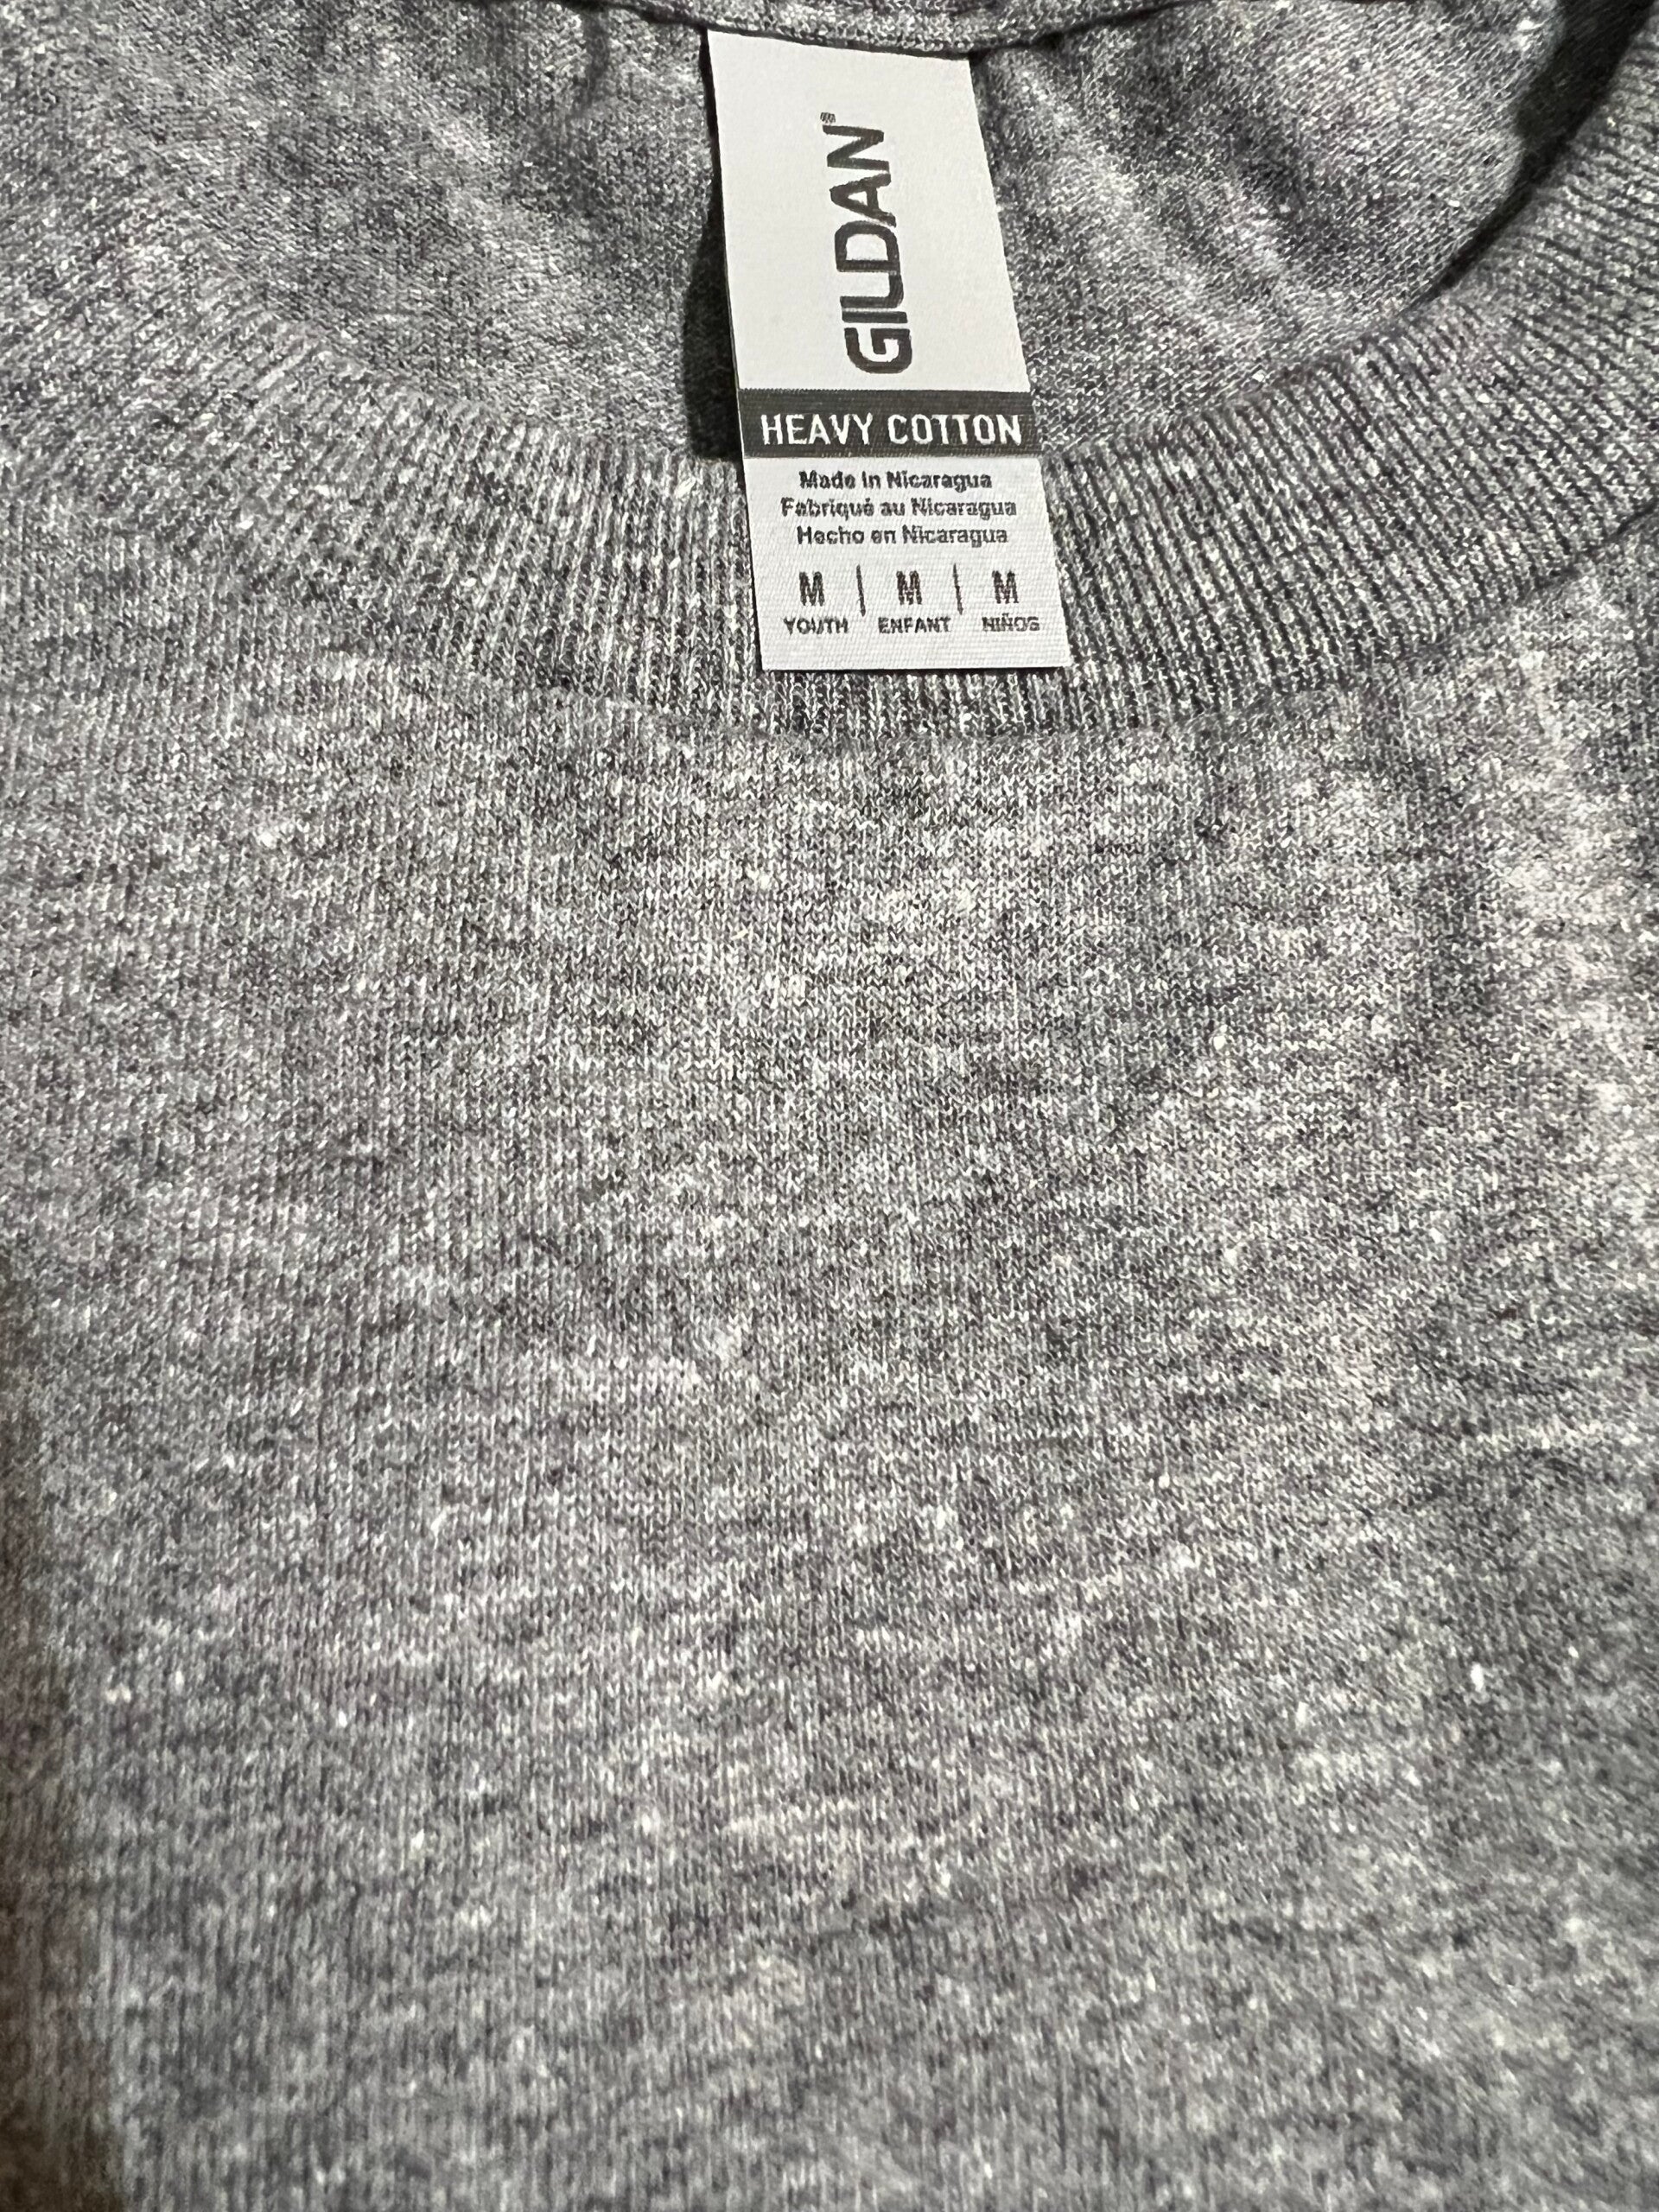 GILDAN®
HEAVY COTTON
Made in Nicaragua
Fabriqué au Nicaragua
Hecho en Nicaragua
M | M | M
YOUTH ENFANT NIÑOS